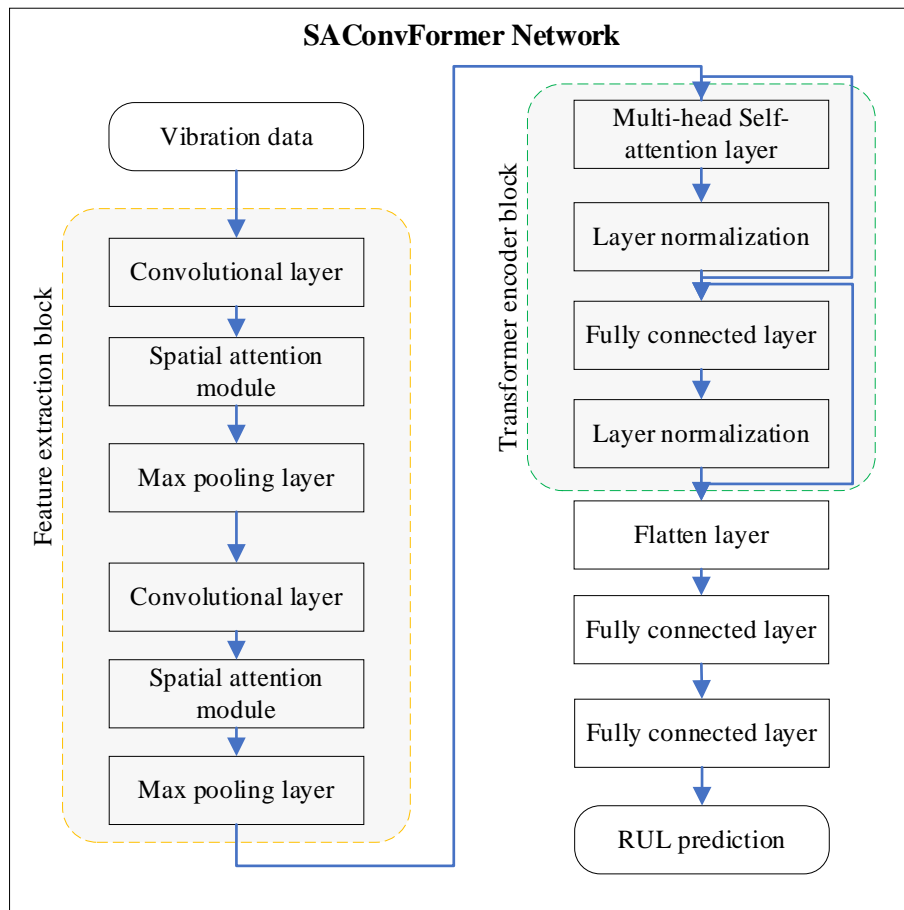 SAConvFormer Network
Vibration data
Feature extraction block
Convolutional layer
Spatial attention
module
Max pooling layer
Convolutional layer
Spatial attention
module
Max pooling layer
Transformer encoder block
Multi-head Self-
attention layer
Layer normalization
Fully connected layer
Layer normalization
Flatten layer
Fully connected layer
Fully connected layer
RUL prediction